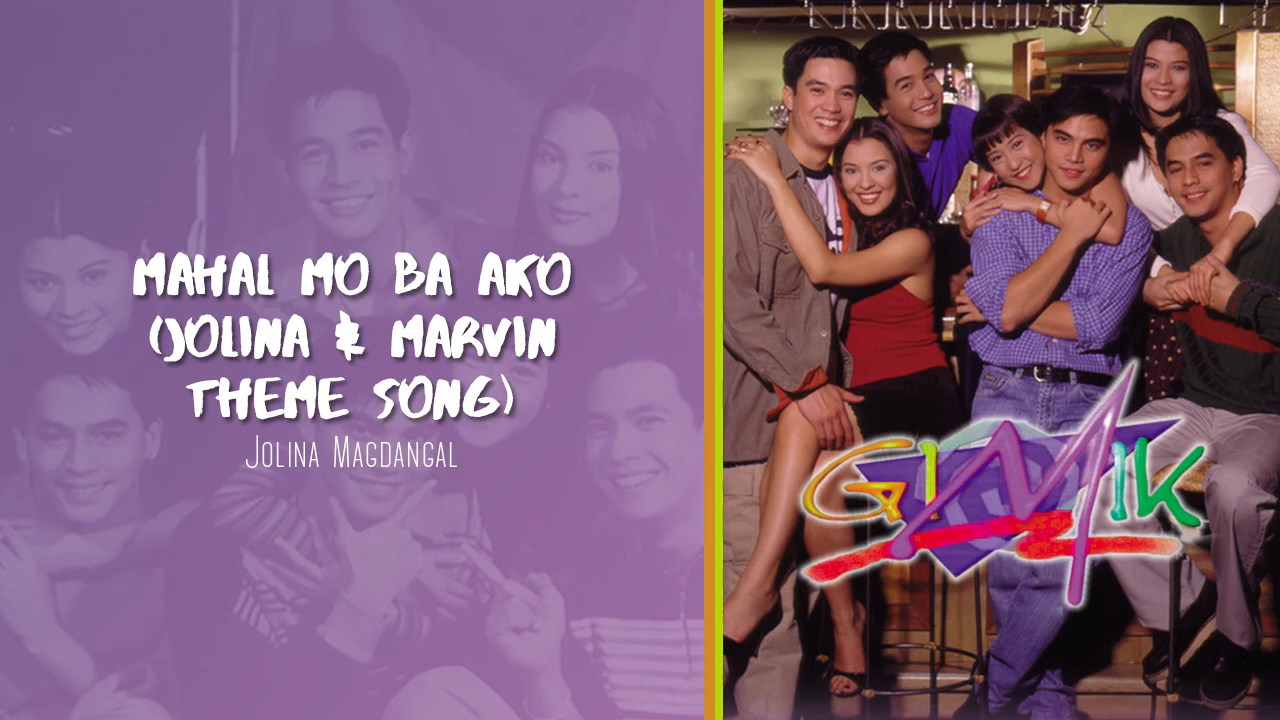 MAHAL MO BA AKO
(JOLINA & MARVIN
THEME SONG)
Jolina Magdangal
GIMIK